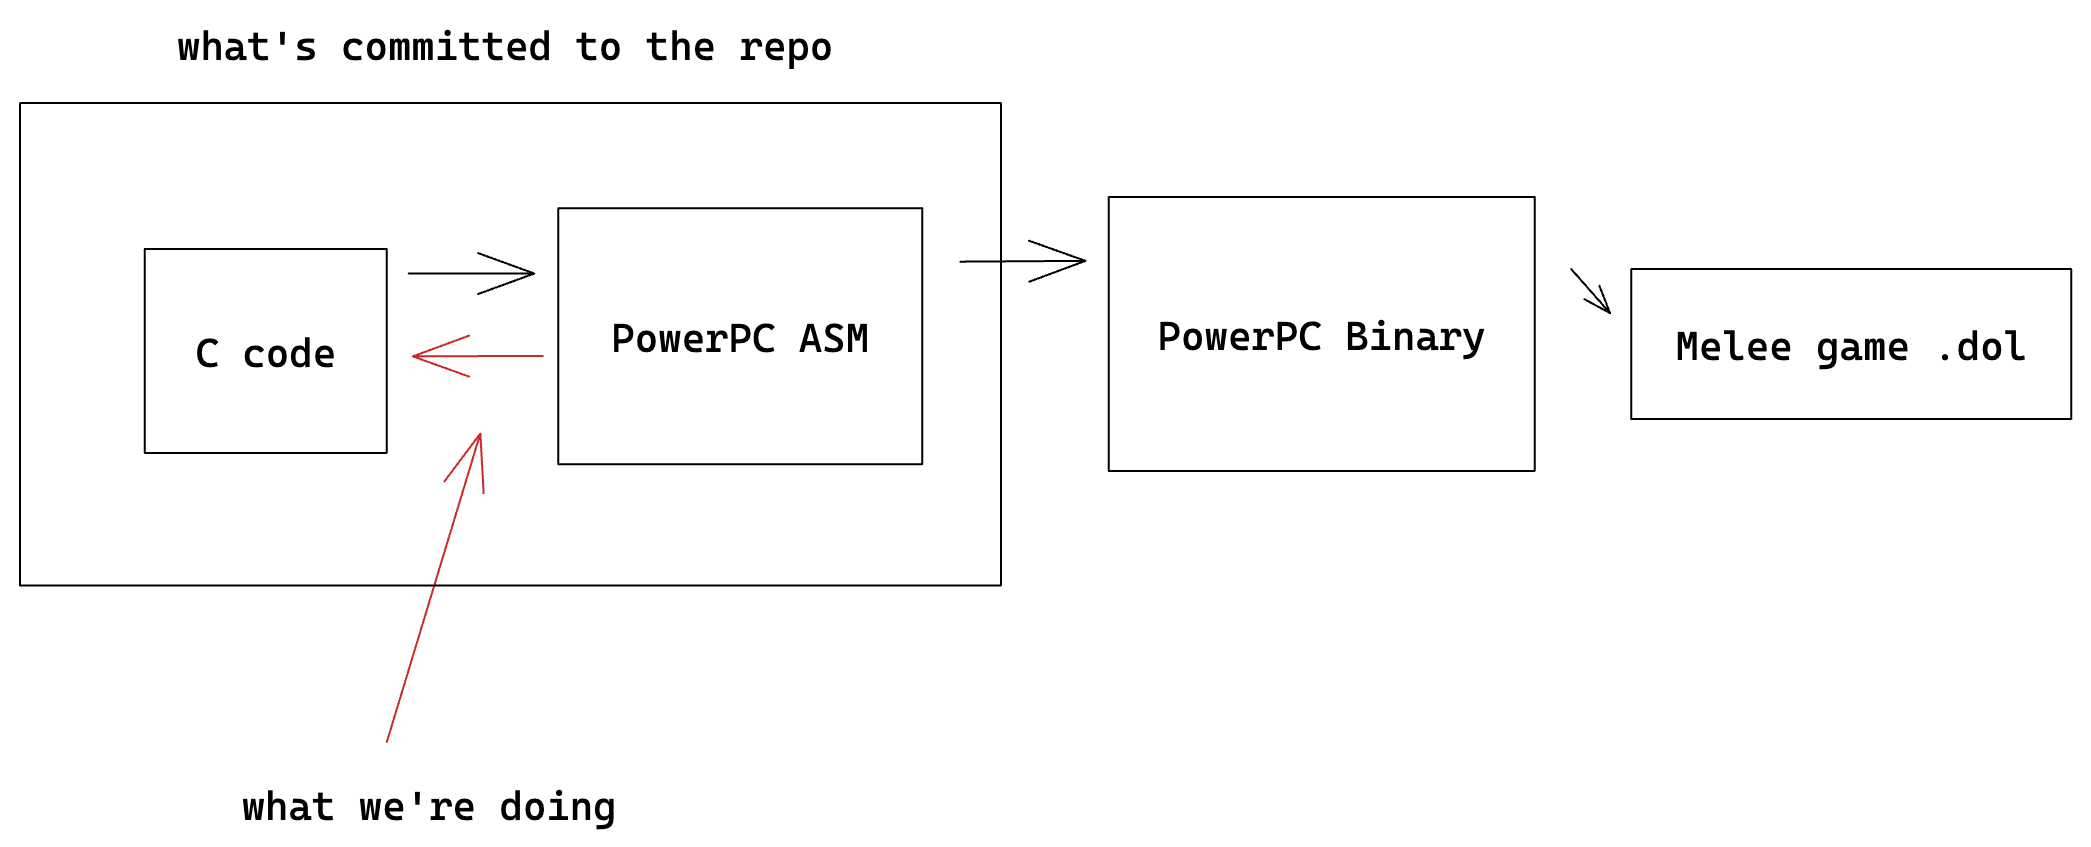 what's committed to the repo
C code
PowerPC ASM
PowerPC Binary
Melee game .dol
what we're doing